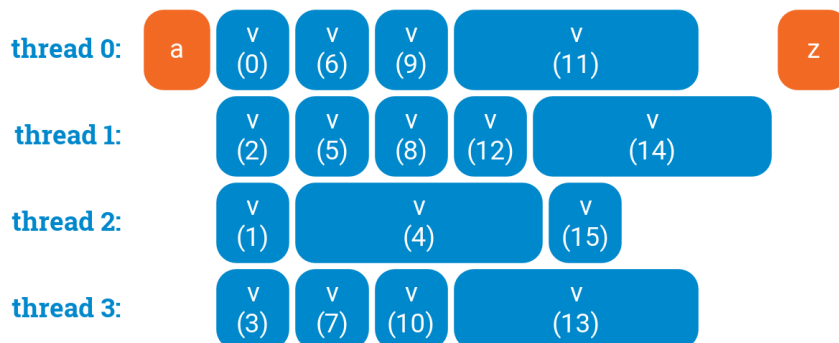 thread 0:
a
v
(0)
v
(6)
v
(9)
v
(11)
z
thread 1:
v
(2)
v
(5)
v
(8)
v
(12)
v
(14)
thread 2:
v
(1)
v
(4)
v
(15)
thread 3:
v
(3)
v
(7)
v
(10)
v
(13)